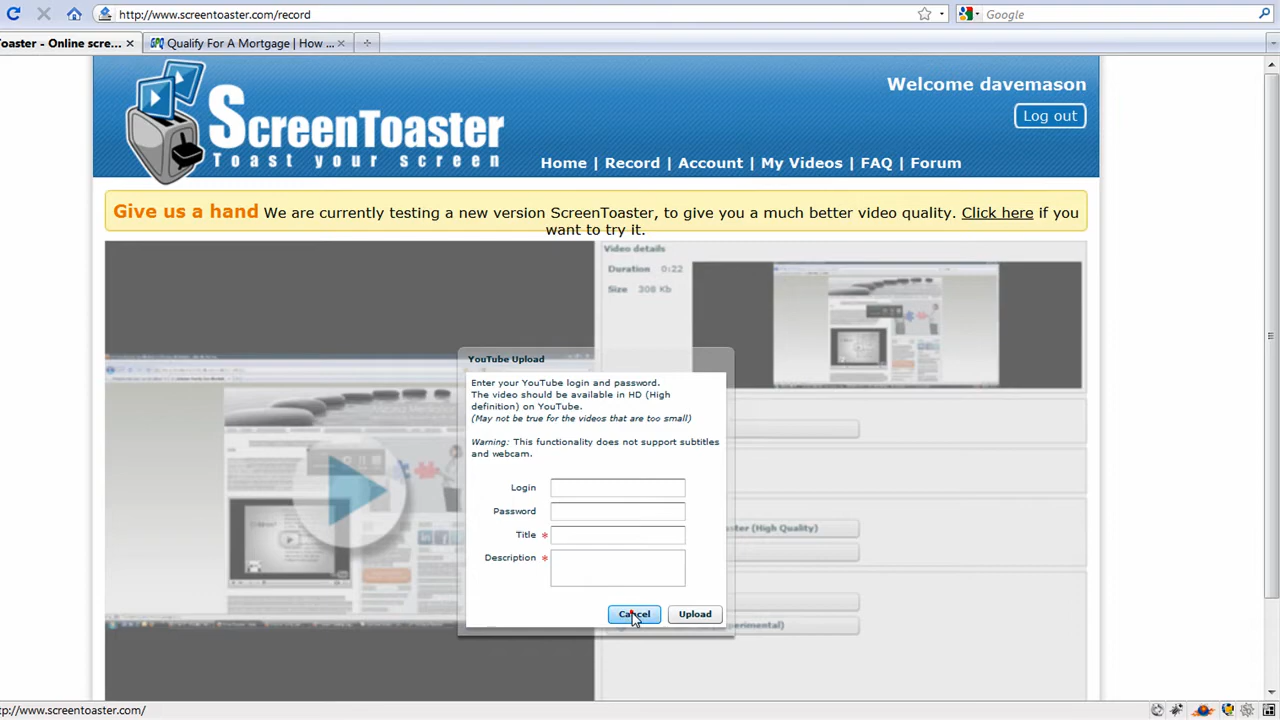 http://www.screentoaster.com/record
Google
Toaster - Online scre...
Qualify For A Mortgage | How ...
ScreenToaster
Toast your screen
Welcome davemason
Log out
Home | Record | Account | My Videos | FAQ | Forum
Give us a hand We are currently testing a new version ScreenToaster, to give you a much better video quality. Click here if you
want to try it.
Video details
Duration 0:22
Size 308 Kb
YouTube Upload
Enter your YouTube login and password.
The video should be available in HD (High
definition) on YouTube.
(May not be true for the videos that are too small)
Warning: This functionality does not support subtitles
and webcam.
Login
Password
Title *
Description *
ster (High Quality)
Cancel
Upload
perimental)
http://www.screentoaster.com/